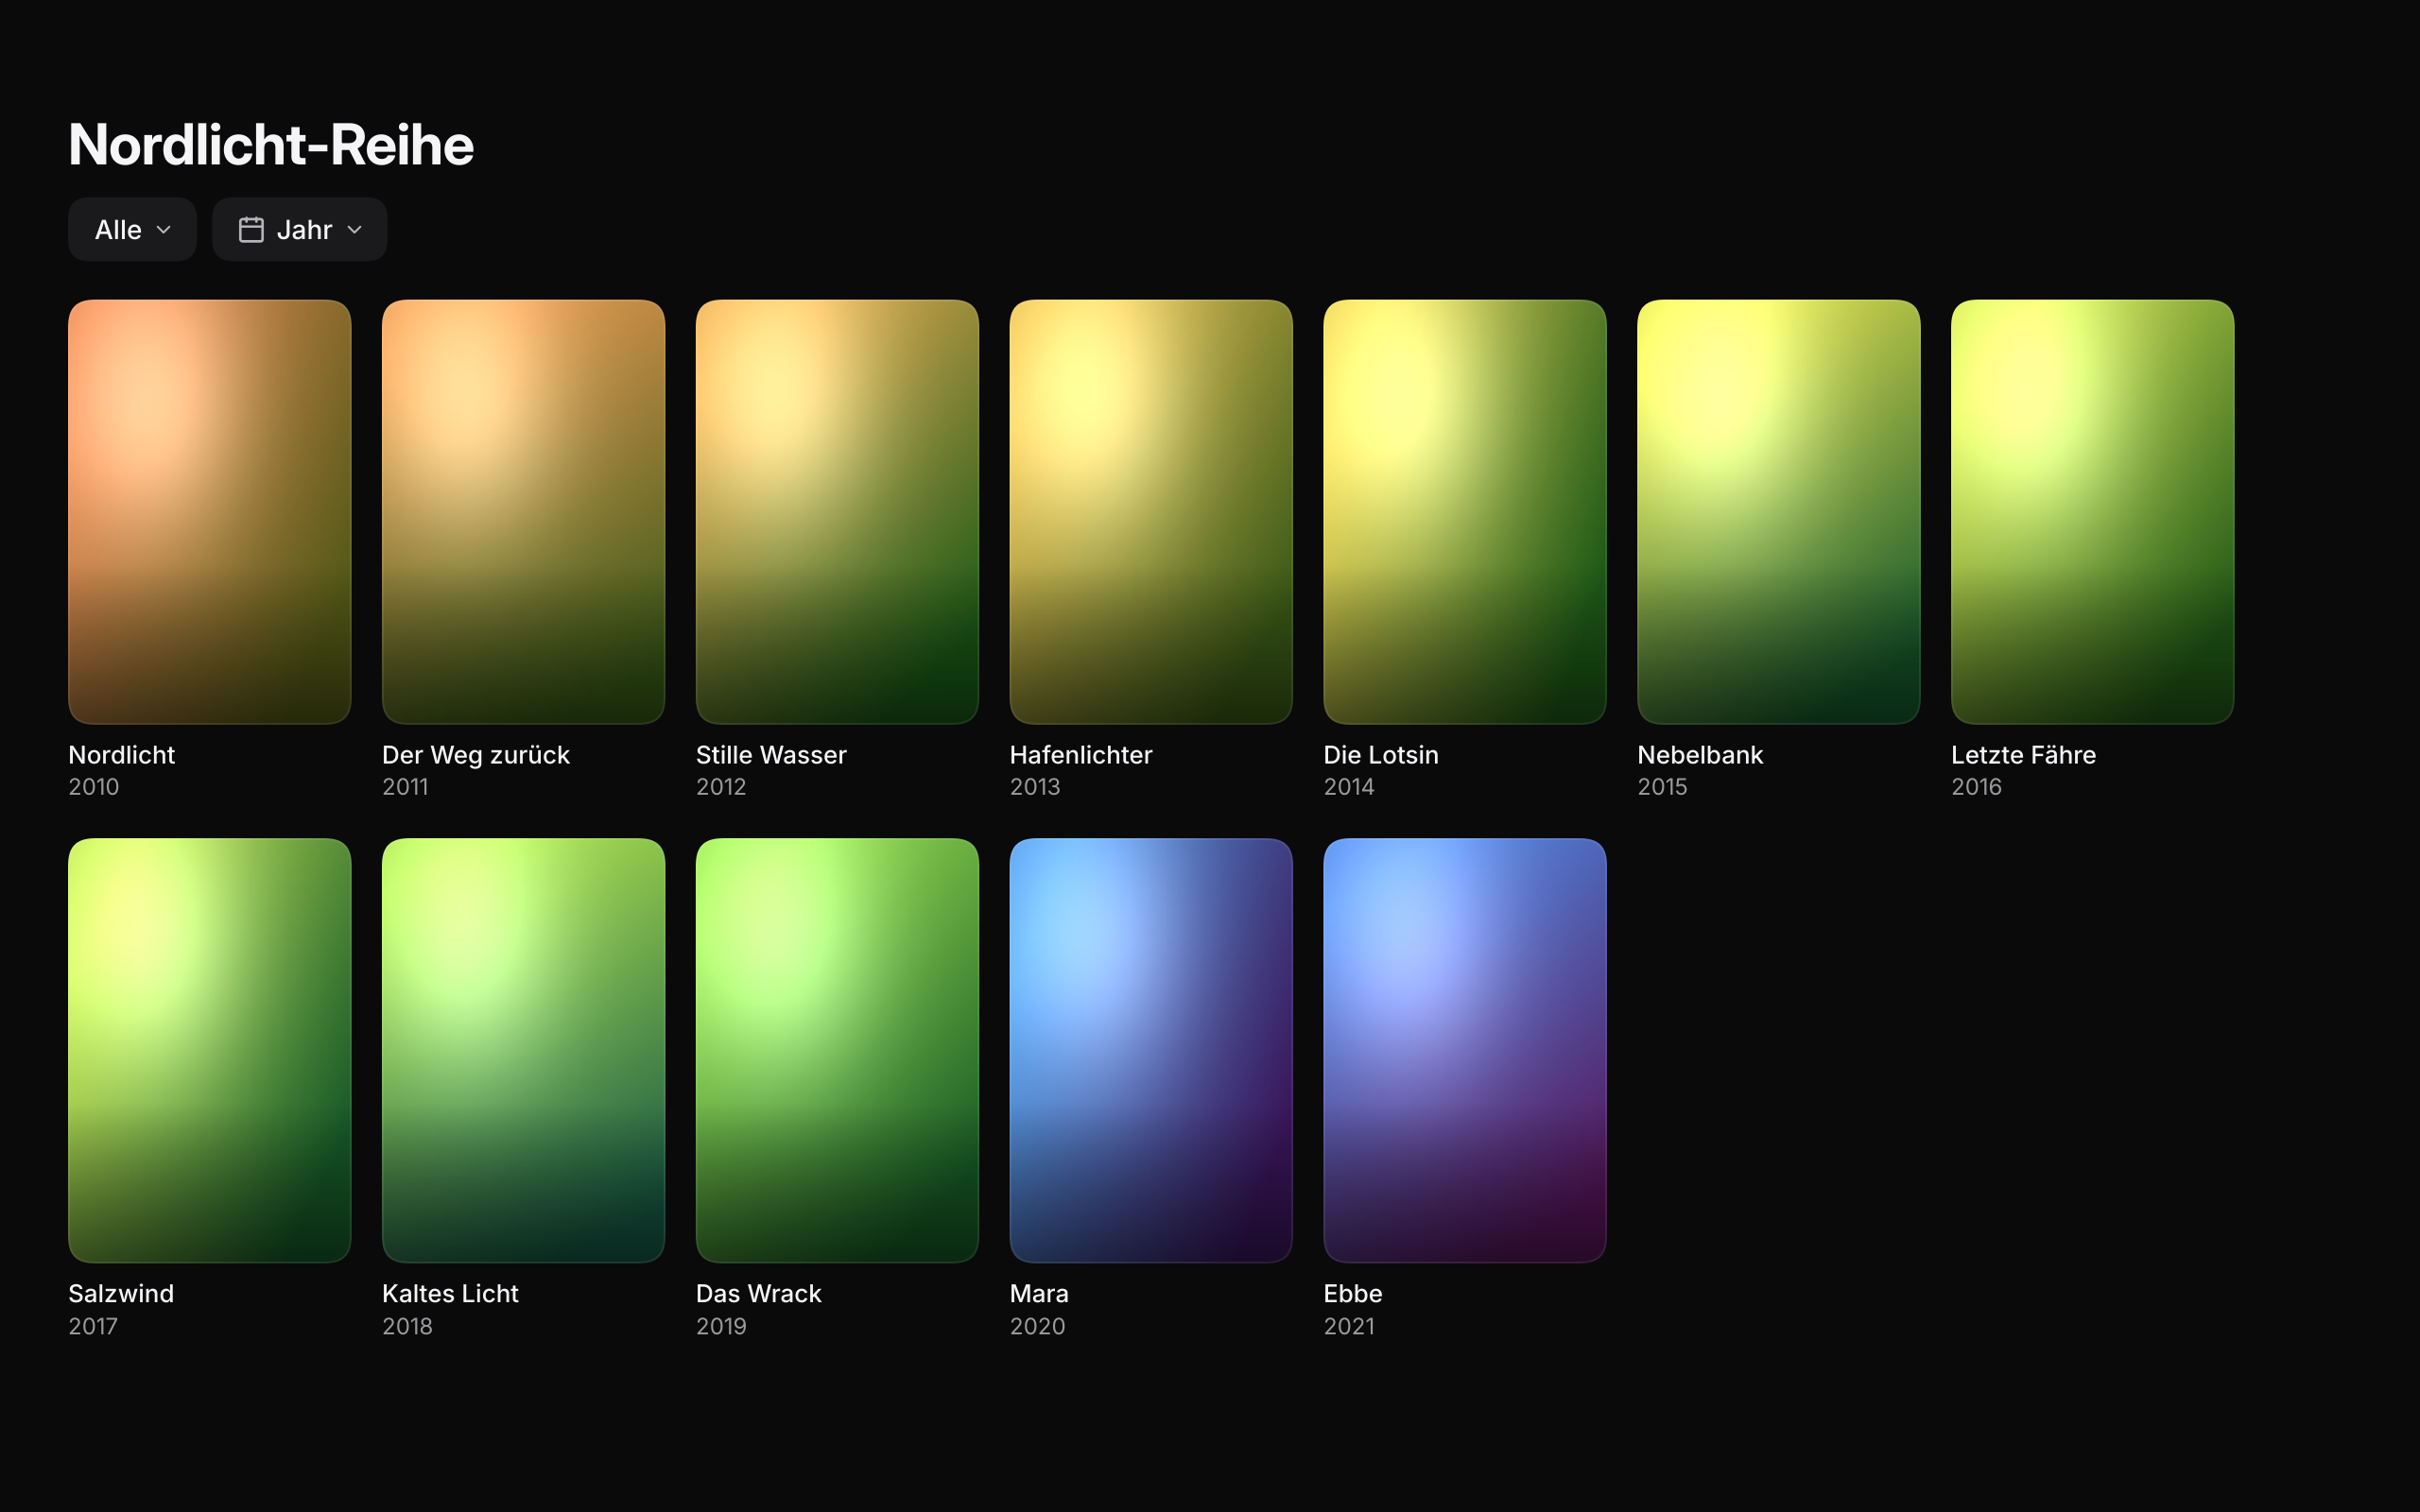 Nordlicht-Reihe
Alle
Jahr
Nordlicht
2010
Der Weg zurück
2011
Stille Wasser
2012
Hafenlichter
2013
Die Lotsin
2014
Nebelbank
2015
Letzte Fähre
2016
Salzwind
2017
Kaltes Licht
2018
Das Wrack
2019
Mara
2020
Ebbe
2021